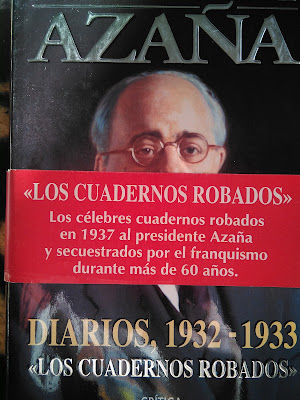 AZAÑA
«LOS CUADERNOS ROBADOS»
Los célebres cuadernos robados
en 1937 al presidente Azaña
y secuestrados por el franquismo
durante más de 60 años.
DIARIOS, 1932-1933
«LOS CUADERNOS ROBADOS»
CRÍTICA